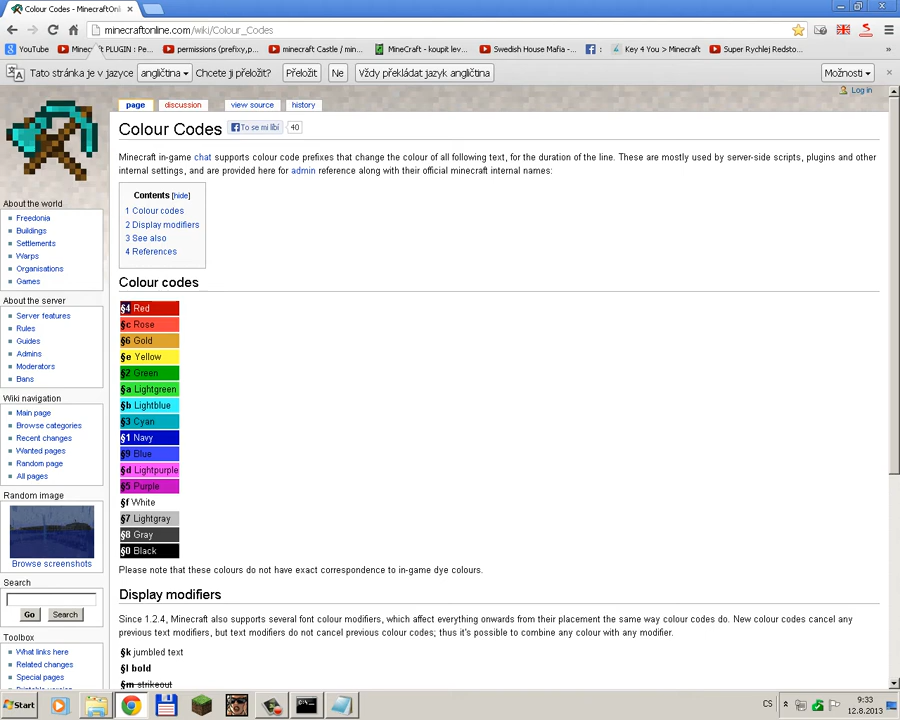 Colour Codes - MinecraftOnl
minecraftonline.com/wiki/Colour_Codes
YouTube
Minecraft PLUGIN : Pe...
permissions (prefixy,p...
minecraft Castle / min...
MineCraft - koupit lev...
Swedish House Mafia -...
:
Key 4 You > Minecraft
Super Rychlej Redsto...
»
Tato stránka je v jazyce angličtina Chcete ji přeložit? Přeložit Ne Vždy překládat jazyk angličtina Možnosti
Log in
page discussion view source history
Colour Codes To se mi líbí 40
Minecraft in-game chat supports colour code prefixes that change the colour of all following text, for the duration of the line. These are mostly used by server-side scripts, plugins and other
internal settings, and are provided here for admin reference along with their official minecraft internal names:
Contents [hide]
1 Colour codes
2 Display modifiers
3 See also
4 References
About the world
Freedonia
Buildings
Settlements
Warps
Organisations
Games
About the server
Server features
Rules
Guides
Admins
Moderators
Bans
Wiki navigation
Main page
Browse categories
Recent changes
Wanted pages
Random page
All pages
Random image
Browse screenshots
Search
Go Search
Toolbox
What links here
Related changes
Special pages
Colour codes
§4 Red
§c Rose
§6 Gold
§e Yellow
§2 Green
§a Lightgreen
§b Lightblue
§3 Cyan
§1 Navy
§9 Blue
§d Lightpurple
§5 Purple
§f White
§7 Lightgray
§8 Gray
§0 Black
Please note that these colours do not have exact correspondence to in-game dye colours.
Display modifiers
Since 1.2.4, Minecraft also supports several font colour modifiers, which affect everything onwards from their placement the same way colour codes do. New colour codes cancel any
previous text modifiers, but text modifiers do not cancel previous colour codes; thus it's possible to combine any colour with any modifier.
§k jumbled text
§l bold
§m strikeout
Start
CS
9:33
12.8.2013